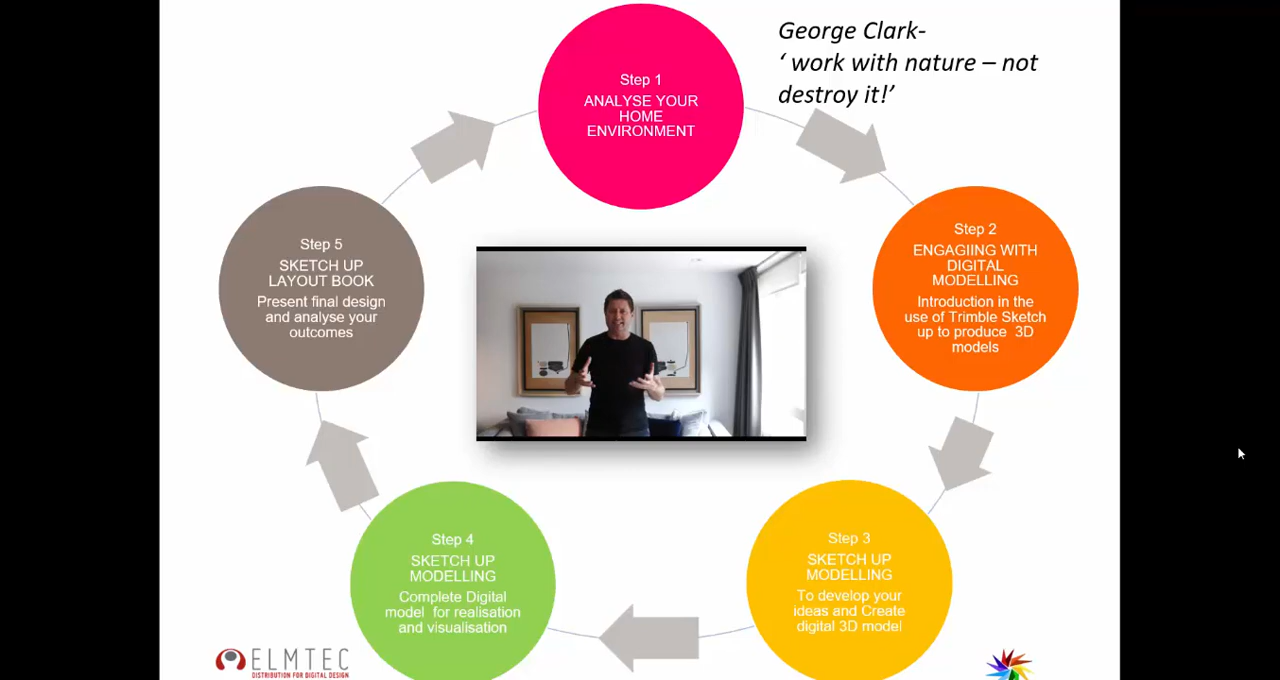 George Clark-
‘ work with nature – not
destroy it!’
Step 1
ANALYSE YOUR
HOME
ENVIRONMENT
Step 2
ENGAGIING WITH
DIGITAL
MODELLING
Introduction in the
use of Trimble Sketch
up to produce 3D
models
Step 3
SKETCH UP
MODELLING
To develop your
ideas and Create
digital 3D model
Step 4
SKETCH UP
MODELLING
Complete Digital
model for realisation
and visualisation
Step 5
SKETCH UP
LAYOUT BOOK
Present final design
and analyse your
outcomes
ELMTEC
DISTRIBUTION FOR DIGITAL DESIGN